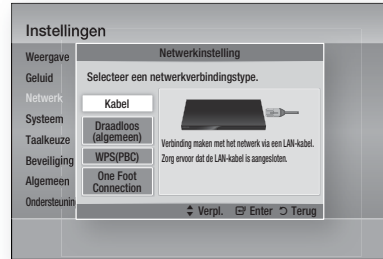 Instellingen
Weergave
Geluid
Netwerk
Systeem
Taalkeuze
Beveiliging
Algemeen
Ondersteunin
Netwerkinstelling
Selecteer een netwerkverbindingstype.
Kabel
Draadloos
(algemeen)
WPS(PBC)
One Foot
Connection
Verbinding maken met het netwerk via een LAN-kabel.
Zorg ervoor dat de LAN-kabel is aangesloten.
Verpl. Enter Terug